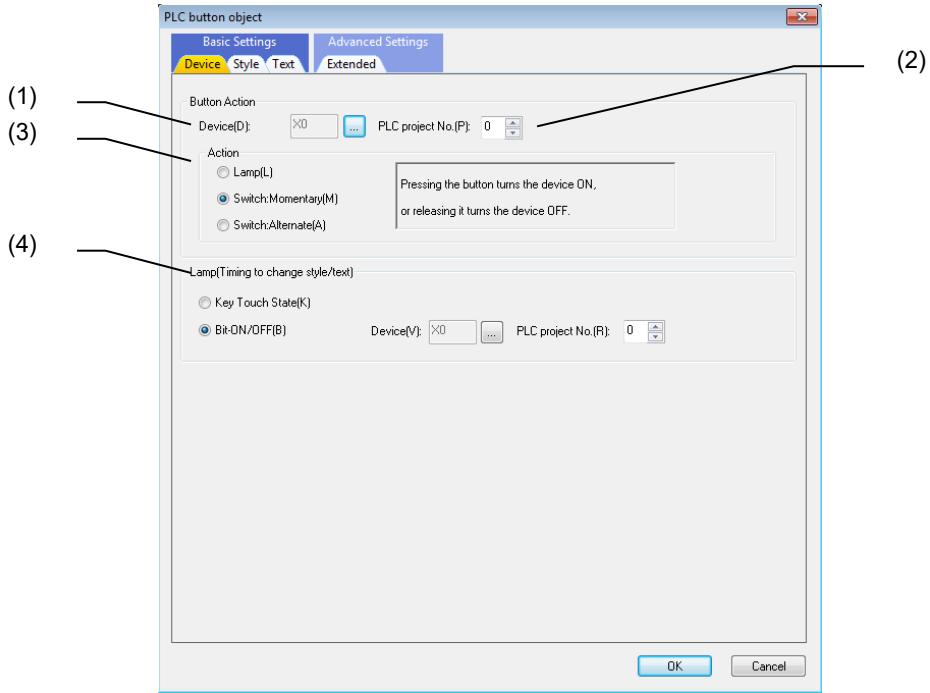 PLC button object
Basic Settings Advanced Settings
Device Style Text Extended
(2)
(1)
Button Action
Device(D): X0 ... PLC project No.(P): 0
(3)
Action
Lamp(L)
Switch:Momentary(M)
Switch:Alternate(A)
Pressing the button turns the device ON,
or releasing it turns the device OFF.
(4)
Lamp(Timing to change style/text)
Key Touch State(K)
Bit-ON/OFF(B) Device(V): X0 ... PLC project No.(R): 0
OK Cancel